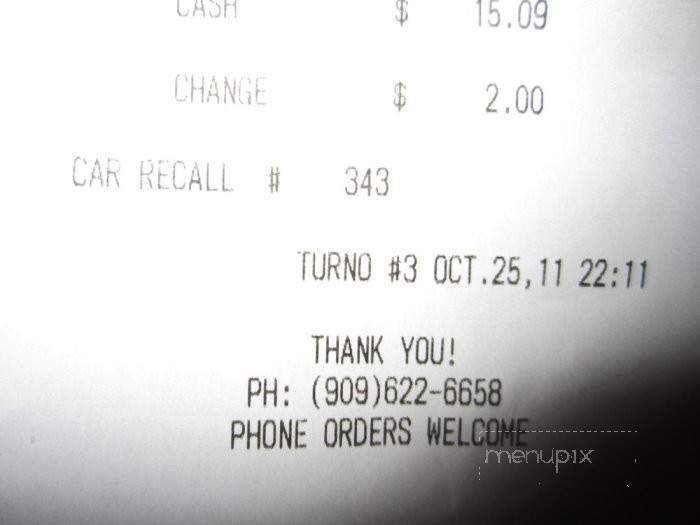 CASH $ 15.09
CHANGE $ 2.00
CAR RECALL # 343
TURNO #3 OCT.25,11 22:11
THANK YOU!
PH: (909)622-6658
PHONE ORDERS WELCOME
menupix